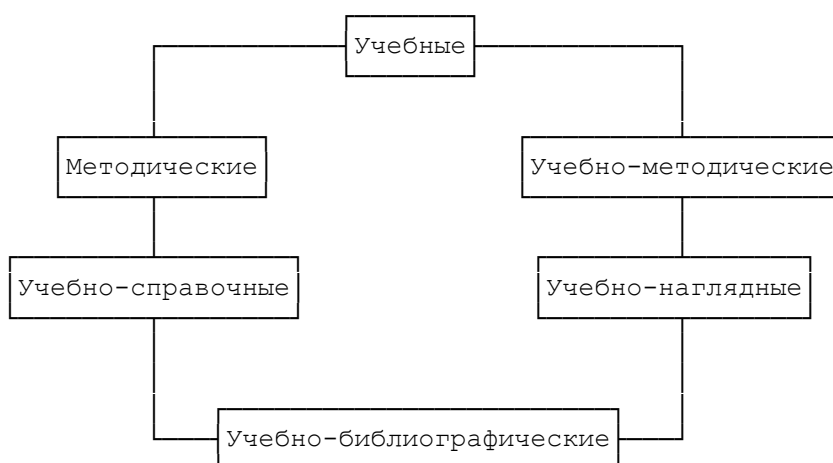 Учебные
Методические
Учебно-методические
Учебно-справочные
Учебно-наглядные
Учебно-библиографические